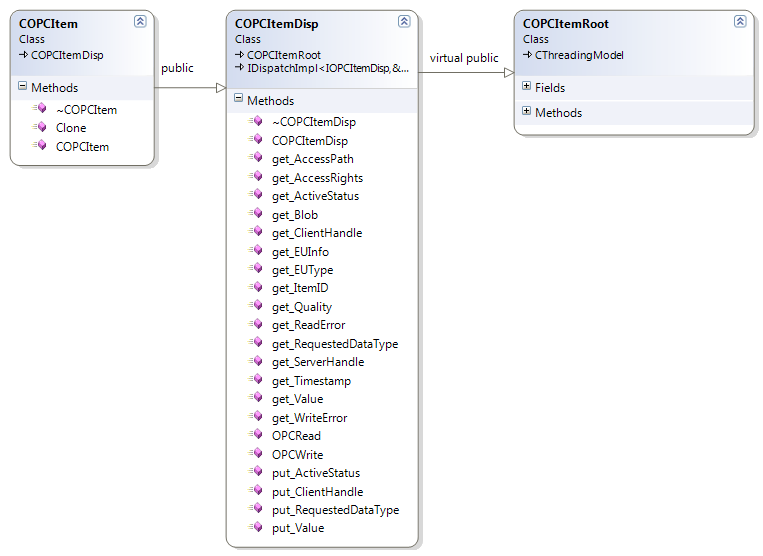 COPCItem
Class
COPCItemDisp
Methods
~COPCItem
Clone
COPCItem
public
COPCItemDisp
Class
COPCItemRoot
IDispatchImpl<IOPCItemDisp,&...
Methods
~COPCItemDisp
COPCItemDisp
get_AccessPath
get_AccessRights
get_ActiveStatus
get_Blob
get_ClientHandle
get_EUInfo
get_EUType
get_ItemID
get_Quality
get_ReadError
get_RequestedDataType
get_ServerHandle
get_Timestamp
get_Value
get_WriteError
OPCRead
OPCWrite
put_ActiveStatus
put_ClientHandle
put_RequestedDataType
put_Value
virtual public
COPCItemRoot
Class
CThreadingModel
Fields
Methods